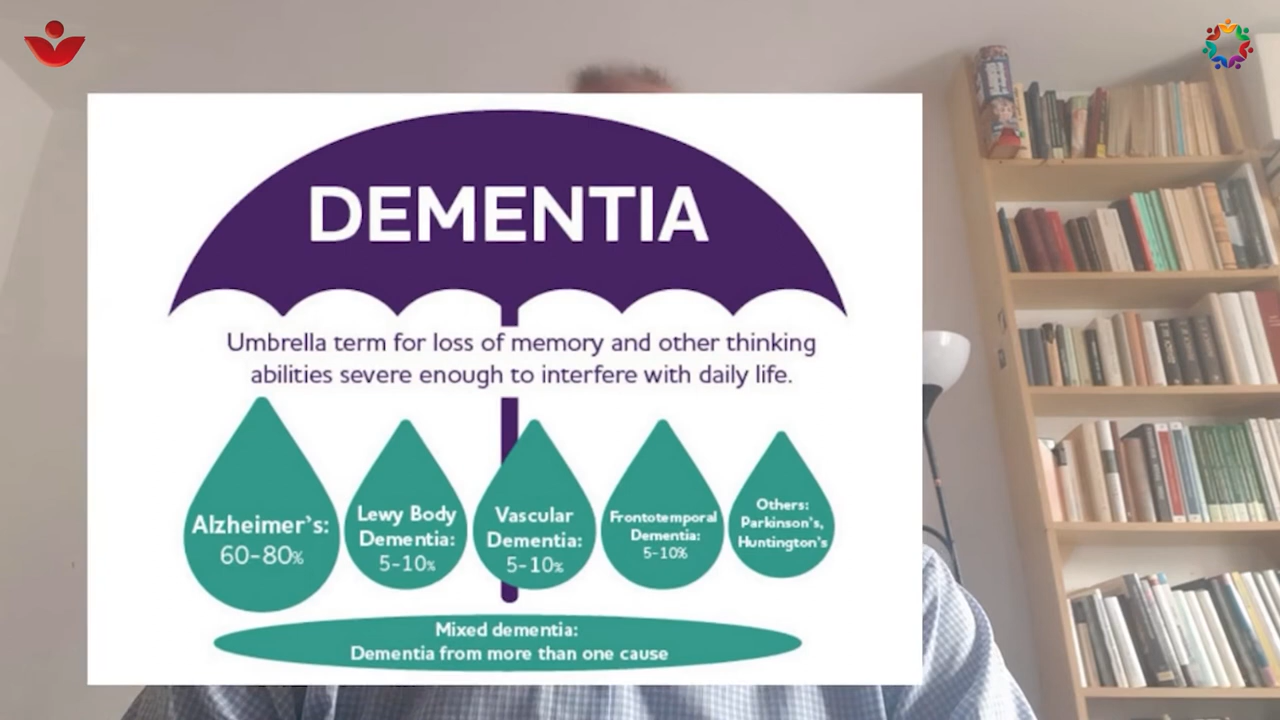 DEMENTIA
Umbrella term for loss of memory and other thinking
abilities severe enough to interfere with daily life.
Alzheimer's:
60-80%
Lewy Body
Dementia:
5-10%
Vascular
Dementia:
5-10%
Frontotemporal
Dementia:
5-10%
Others:
Parkinson's,
Huntington's
Mixed dementia:
Dementia from more than one cause